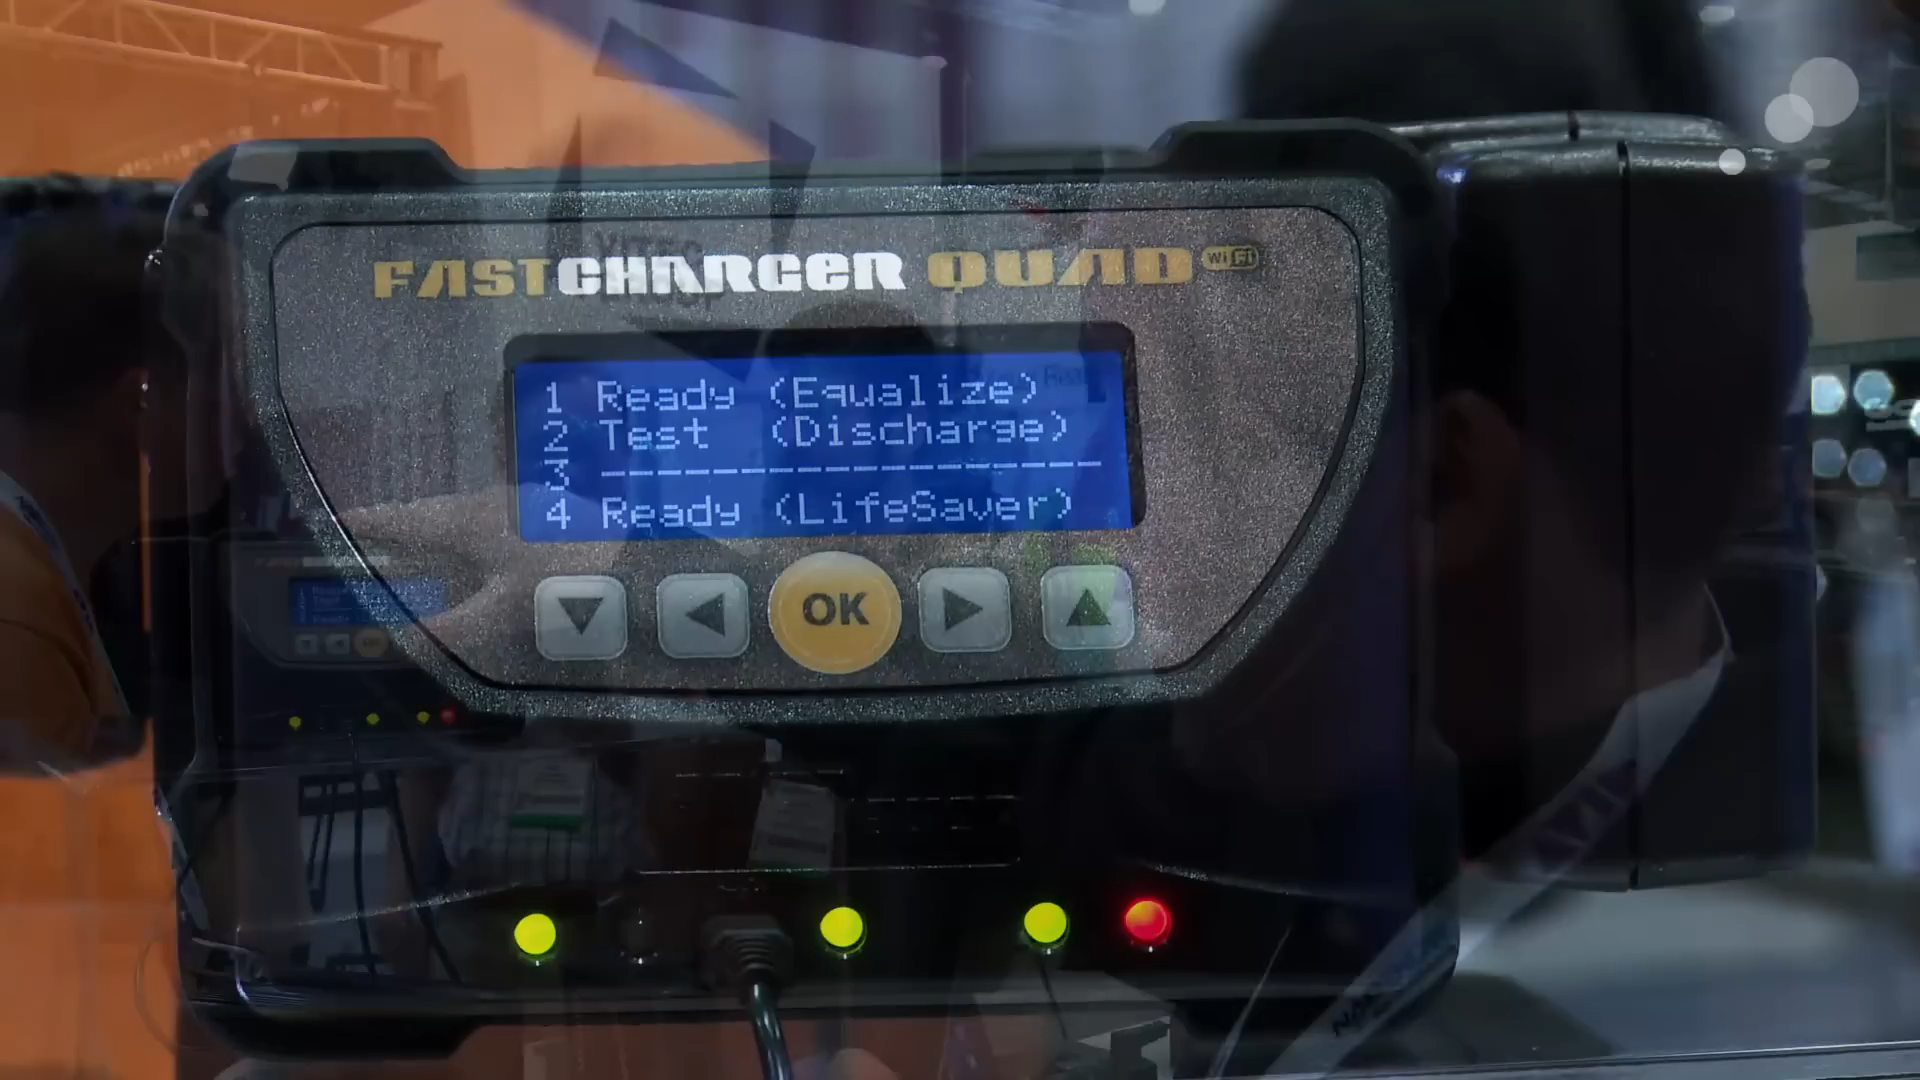 FASTCHARGER QUAD WiFi
1 Ready (Equalize)
2 Test (Discharge)
3 ------------------
4 Ready (LifeSaver)
OK